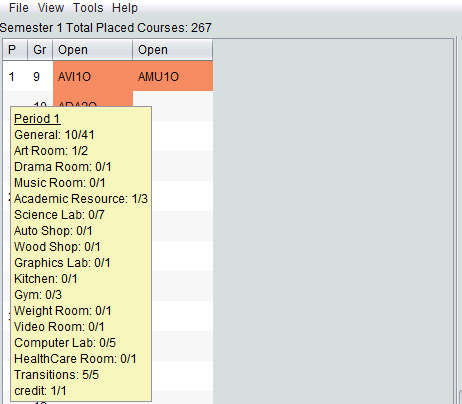 File View Tools Help
Semester 1 Total Placed Courses: 267
P Gr Open Open
1 9 AVI1O AMU1O
Period 1
General: 10/41
Art Room: 1/2
Drama Room: 0/1
Music Room: 0/1
Academic Resource: 1/3
Science Lab: 0/7
Auto Shop: 0/1
Wood Shop: 0/1
Graphics Lab: 0/1
Kitchen: 0/1
Gym: 0/3
Weight Room: 0/1
Video Room: 0/1
Computer Lab: 0/5
HealthCare Room: 0/1
Transitions: 5/5
credit: 1/1